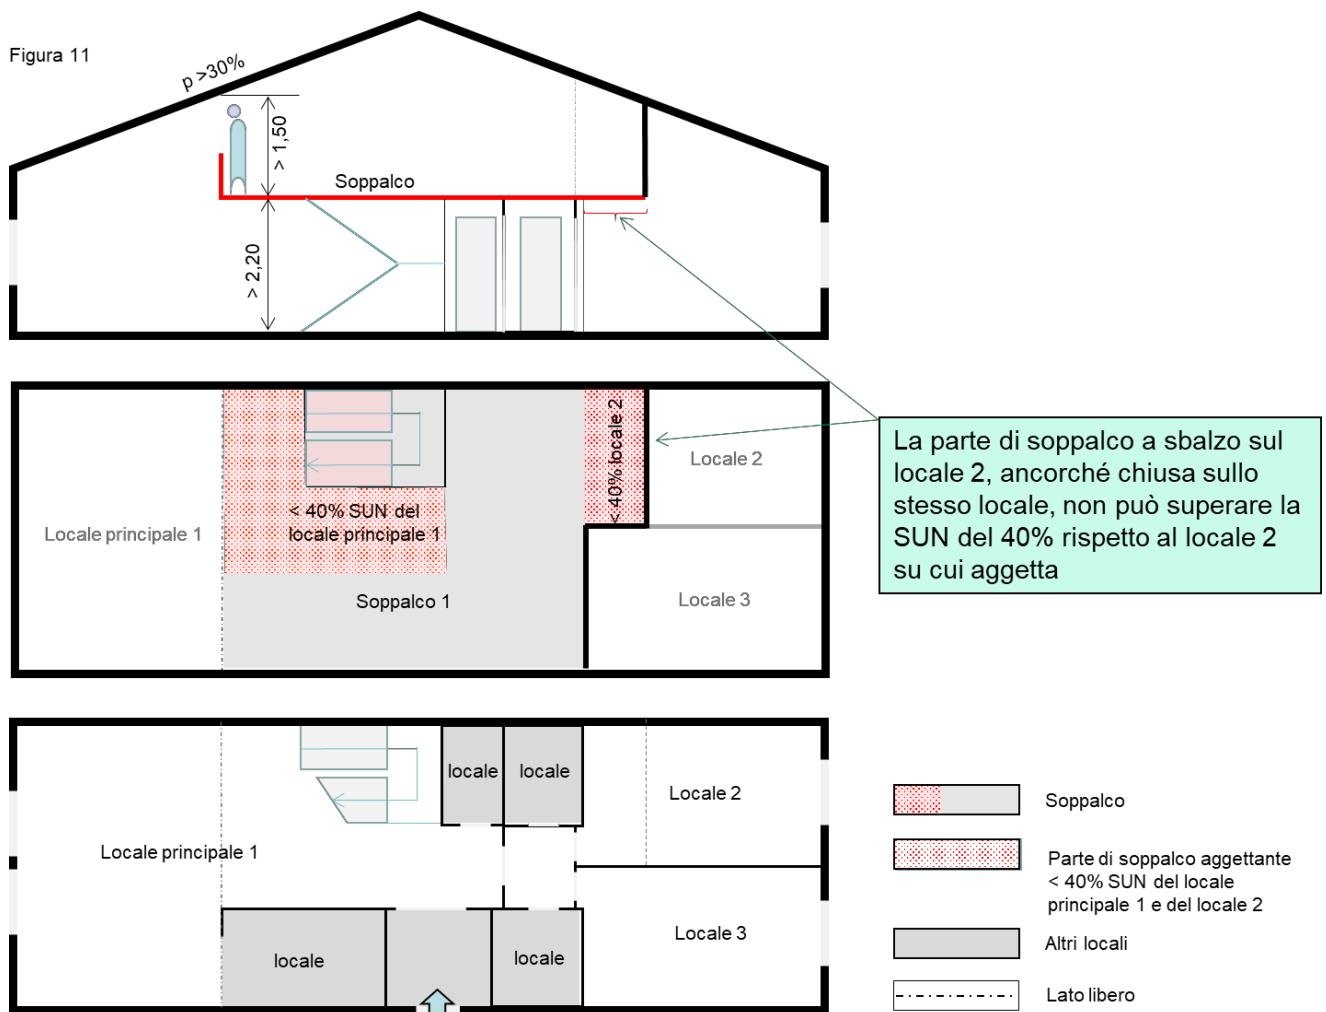 Figura 11
p >30%
> 1,50
Soppalco
> 2,20
< 40% locale 2
Locale 2
< 40% SUN del
locale principale 1
Locale principale 1
Soppalco 1
Locale 3
La parte di soppalco a sbalzo sul
locale 2, ancorché chiusa sullo
stesso locale, non può superare la
SUN del 40% rispetto al locale 2
su cui aggetta
locale
locale
Locale 2
Locale principale 1
Locale 3
locale
locale
Soppalco
Parte di soppalco aggettante
< 40% SUN del locale
principale 1 e del locale 2
Altri locali
Lato libero